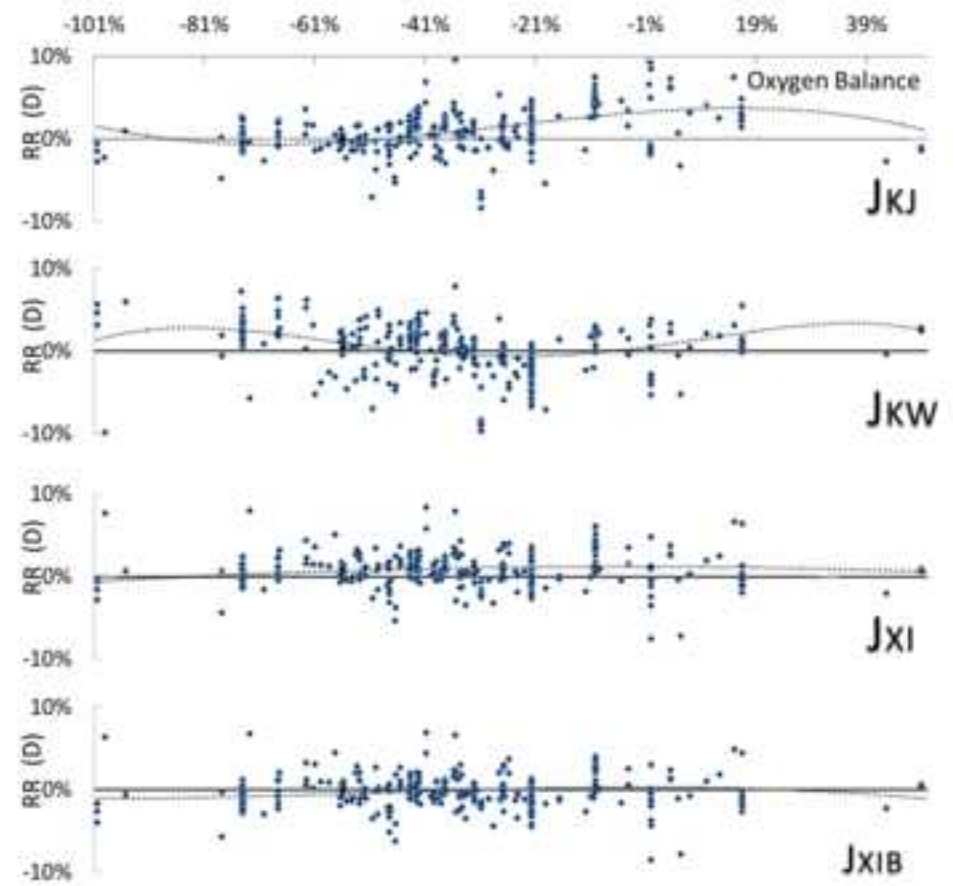 -101% -81% -61% -41% -21% -1% 19% 39%
10%
Oxygen Balance
RR (D)
0%
JKJ
-10%
10%
RR (D)
0%
JKW
-10%
10%
RR (D)
0%
JXI
-10%
10%
RR (D)
0%
JXIB
-10%